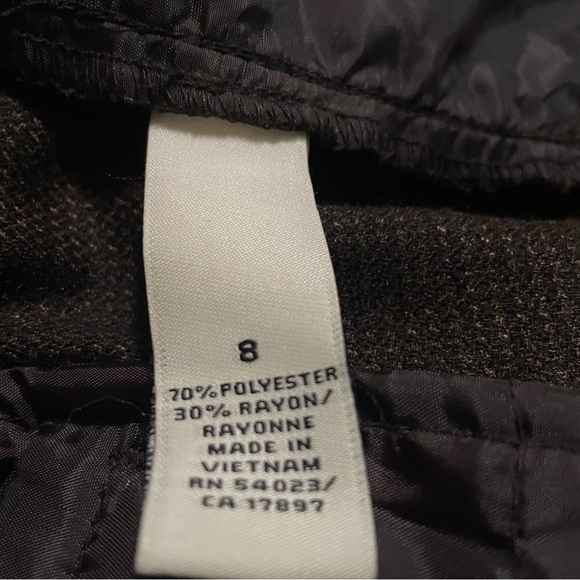 8
70% POLYESTER
30% RAYON/
RAYONNE
MADE IN
VIETNAM
RN 54023/
CA 17897